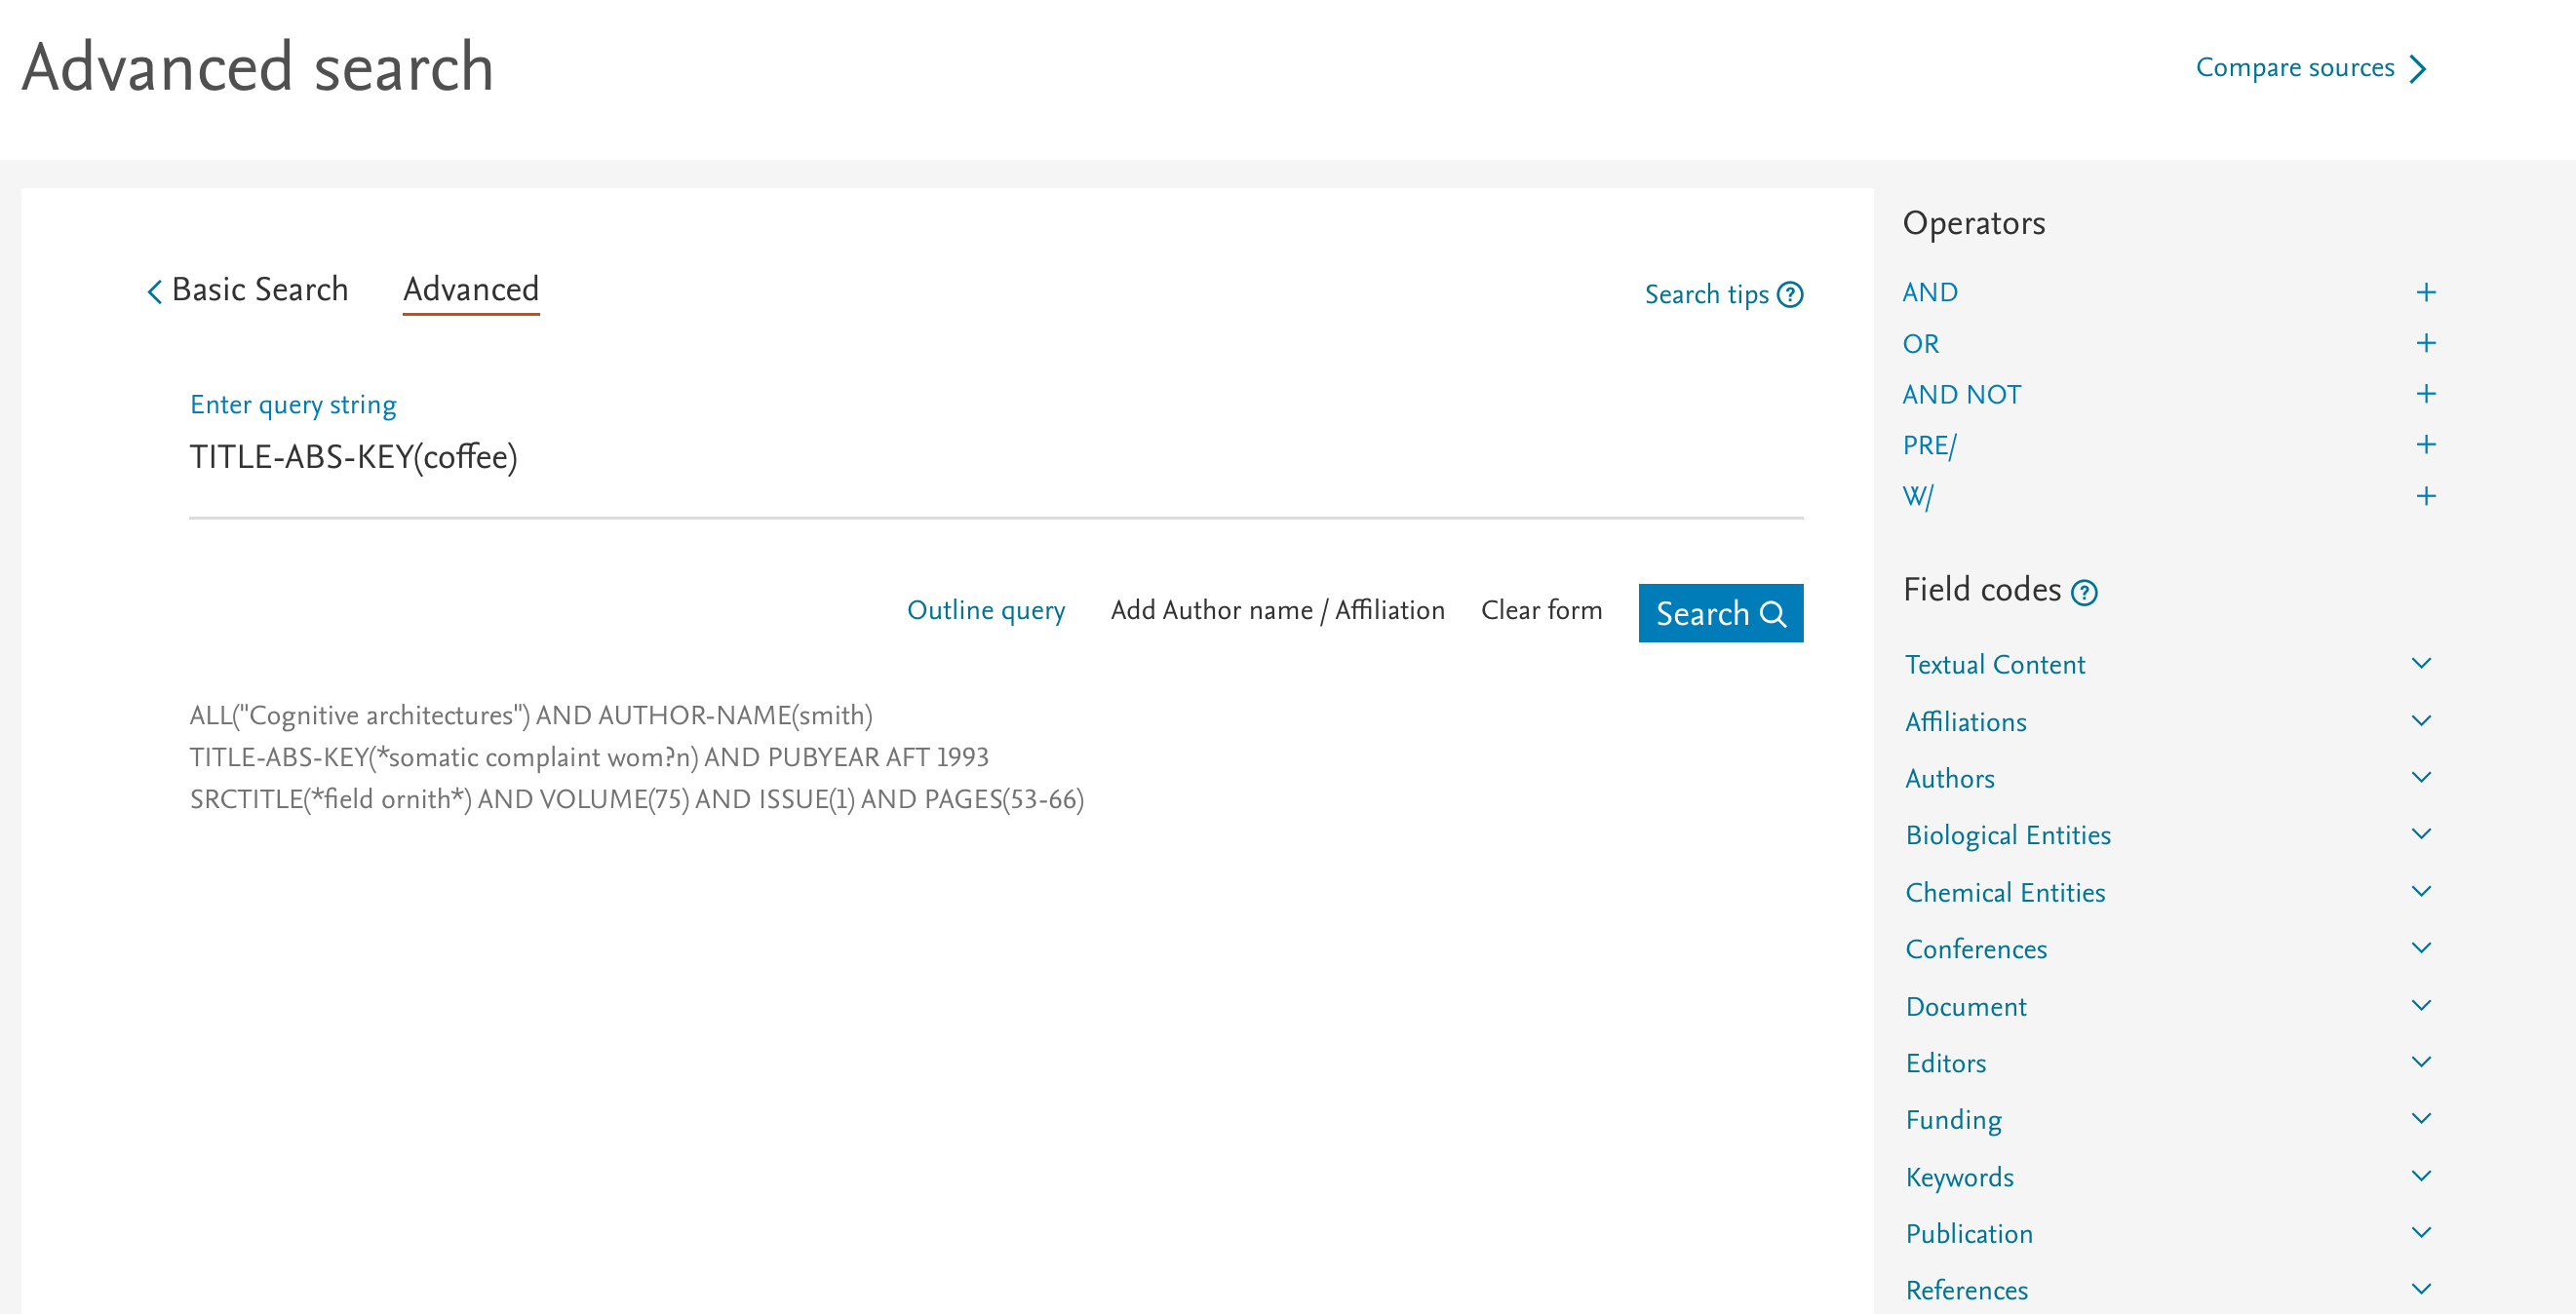 Advanced search
Compare sources
Basic Search
Advanced
Search tips
Enter query string
TITLE-ABS-KEY(coffee)
Outline query
Add Author name / Affiliation
Clear form
Search
ALL("Cognitive architectures") AND AUTHOR-NAME(smith)
TITLE-ABS-KEY(*somatic complaint wom?n) AND PUBYEAR AFT 1993
SRCTITLE(*field ornith*) AND VOLUME(75) AND ISSUE(1) AND PAGES(53-66)
Operators
AND
OR
AND NOT
PRE/
W/
Field codes
Textual Content
Affiliations
Authors
Biological Entities
Chemical Entities
Conferences
Document
Editors
Funding
Keywords
Publication
References